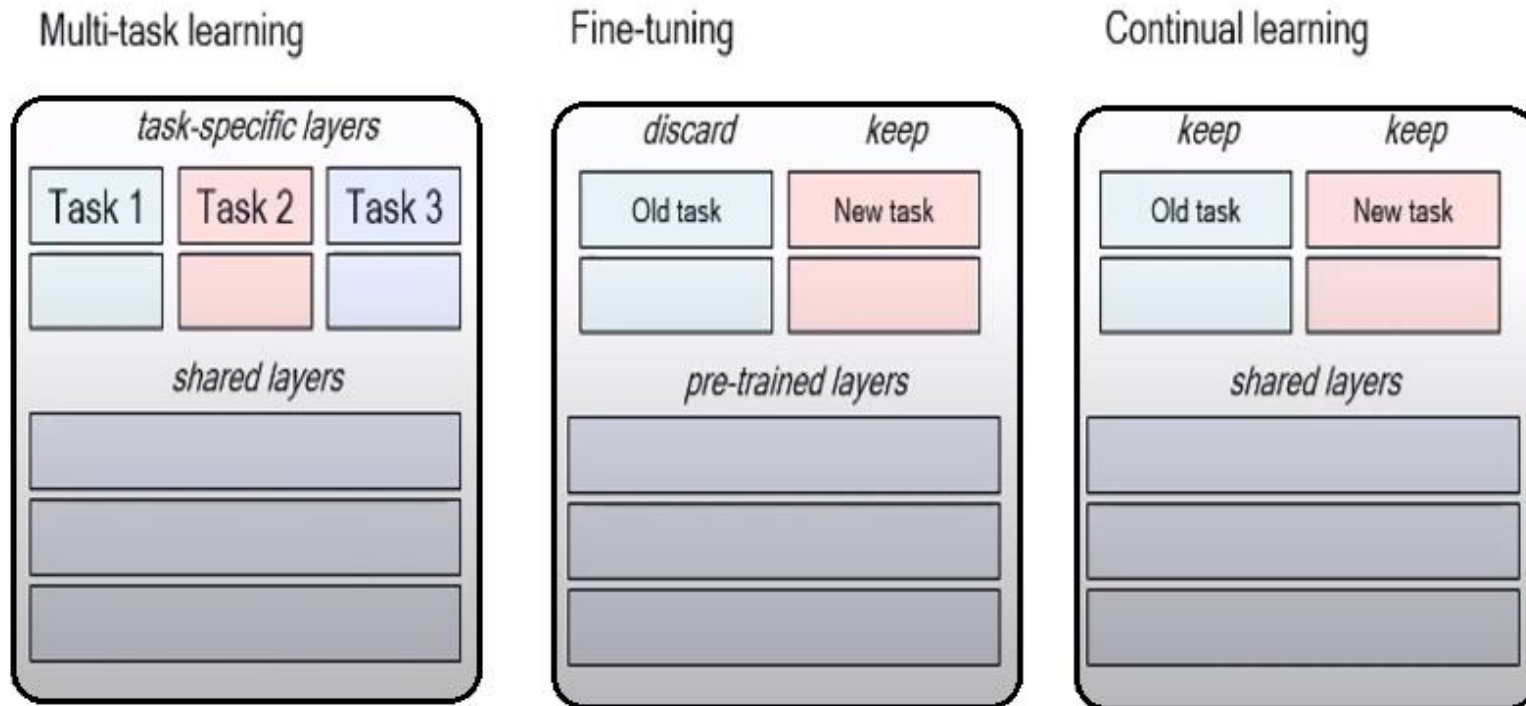 Multi-task learning
task-specific layers
Task 1 Task 2 Task 3
shared layers
Fine-tuning
discard keep
Old task New task
pre-trained layers
Continual learning
keep keep
Old task New task
shared layers